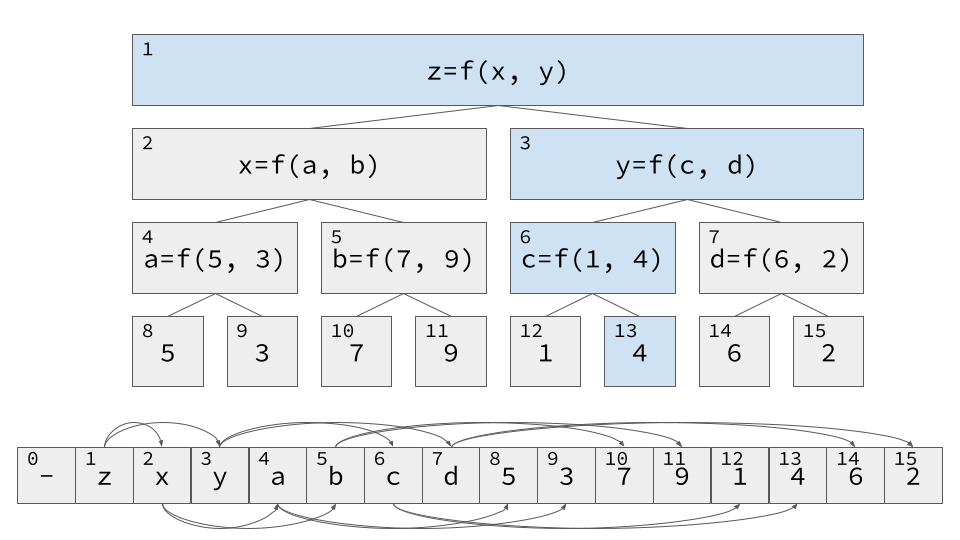 1
z=f(x, y)
2
x=f(a, b)
3
y=f(c, d)
4
a=f(5, 3)
5
b=f(7, 9)
6
c=f(1, 4)
7
d=f(6, 2)
8
5
9
3
10
7
11
9
12
1
13
4
14
6
15
2
0 1 2 3 4 5 6 7 8 9 10 11 12 13 14 15
– z x y a b c d 5 3 7 9 1 4 6 2